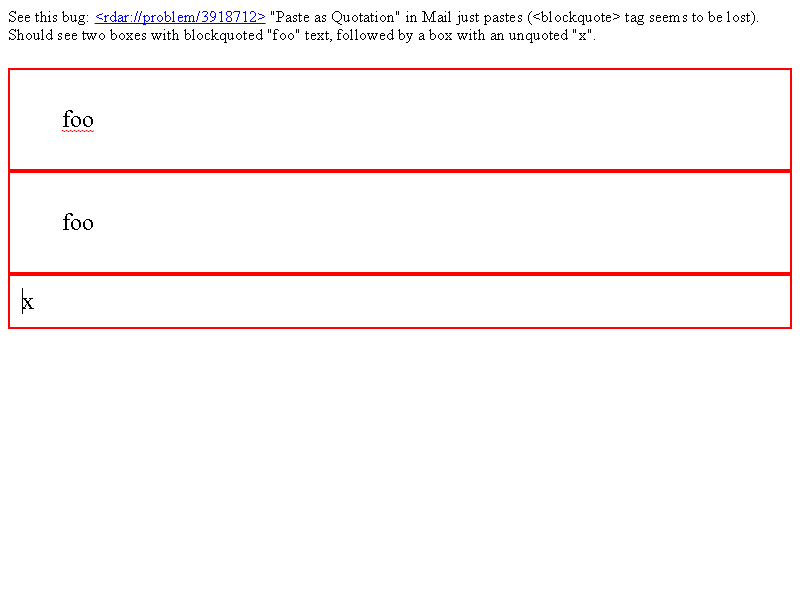 See this bug: <rdar://problem/3918712> "Paste as Quotation" in Mail just pastes (<blockquote> tag seems to be lost).
Should see two boxes with blockquoted "foo" text, followed by a box with an unquoted "x".
foo
foo
x